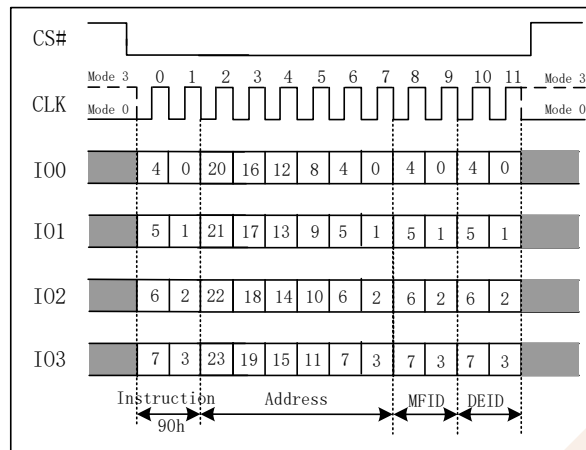 CS#
Mode 3 0 1 2 3 4 5 6 7 8 9 10 11 Mode 3
CLK
Mode 0 Mode 0
IO0 4 0 20 16 12 8 4 0 4 0 4 0
IO1 5 1 21 17 13 9 5 1 5 1 5 1
IO2 6 2 22 18 14 10 6 2 6 2 6 2
IO3 7 3 23 19 15 11 7 3 7 3 7 3
Instruction Address MFID DEID
90h